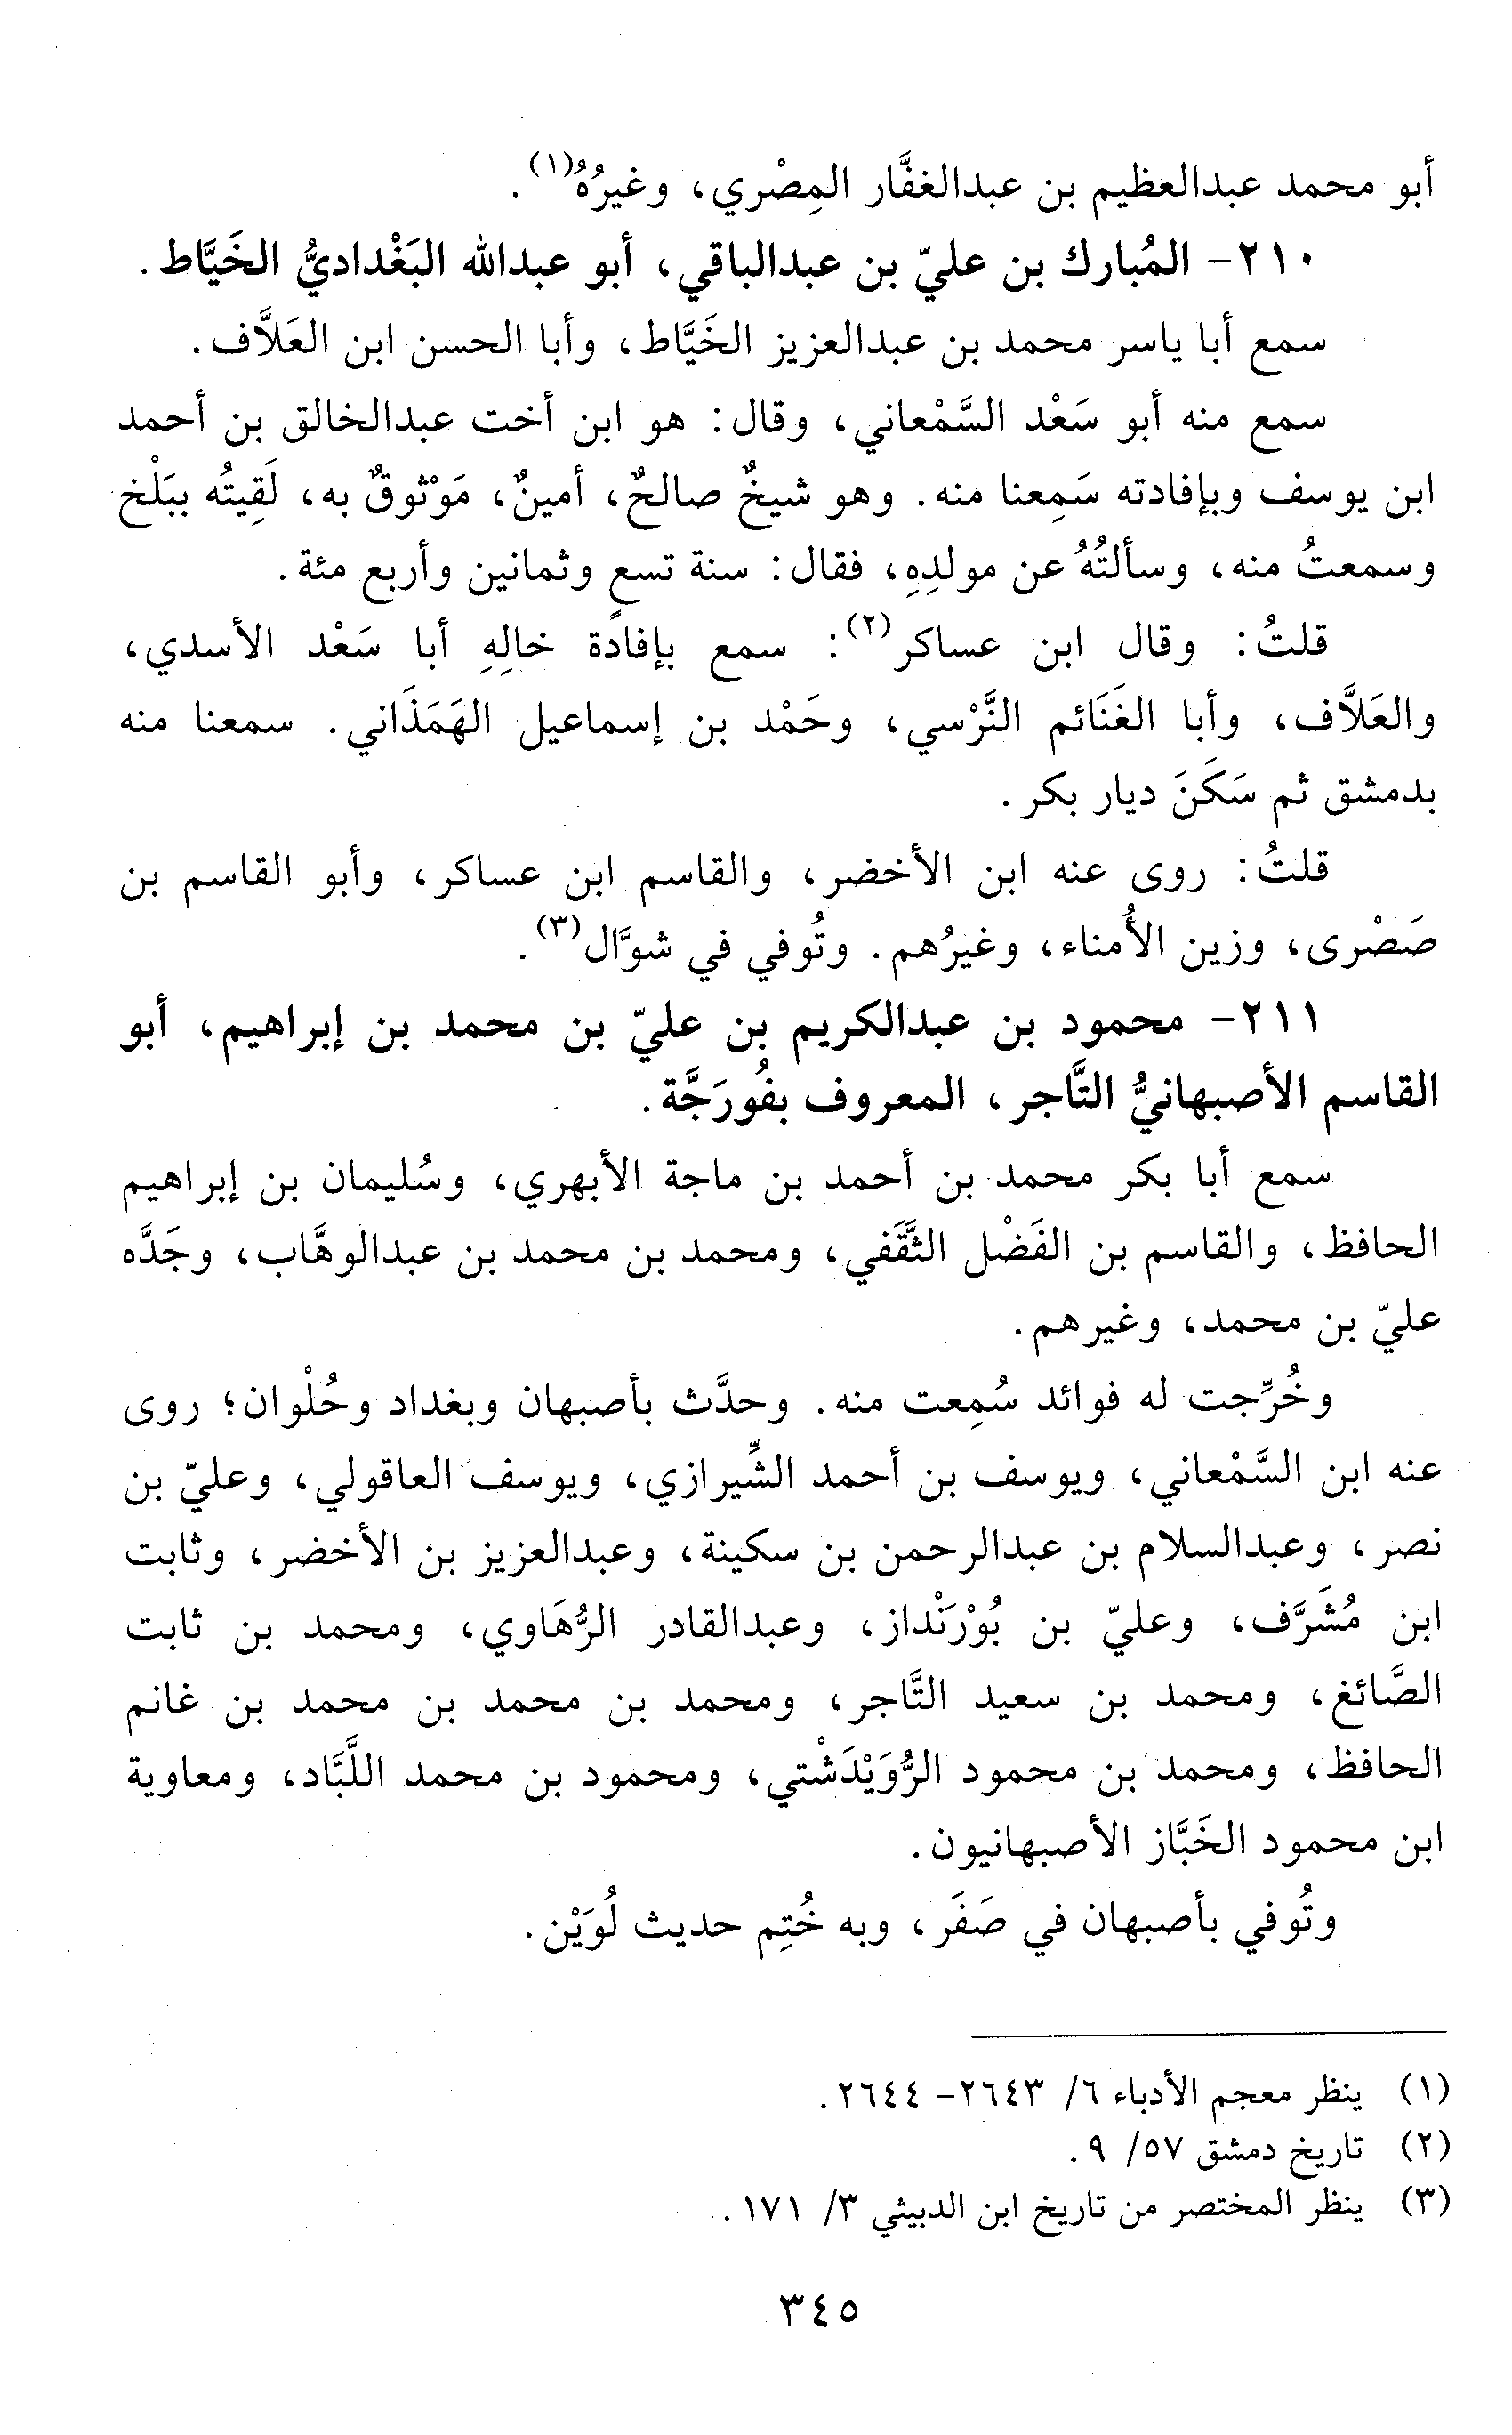 أبو محمد عبدالعظيم بن عبدالغفَّار المِصْري، وغيرُهُ(١).
٢١٠- المُبارك بن عليّ بن عبدالباقي، أبو عبدالله البَغْداديُّ الخَيَّاط.
سمع أبا ياسر محمد بن عبدالعزيز الخَيَّاط، وأبا الحسن ابن العَلاَّف.
سمع منه أبو سَعْد السَّمْعاني، وقال: هو ابن أخت عبدالخالق بن أحمد
ابن يوسف وبإفادته سَمِعنا منه. وهو شيخٌ صالحٌ، أمينٌ، مَوْثوقٌ به، لَقِيتُه ببَلْخ
وسمعتُ منه، وسألتُهُ عن مولدِهِ، فقال: سنة تسعٍ وثمانين وأربع مئة.
قلتُ: وقال ابن عساكر(٢): سمع بإفادة خالِهِ أبا سَعْد الأسدي،
والعَلاَّف، وأبا الغَنَائم النَّرْسي، وحَمْد بن إسماعيل الهَمَذَاني. سمعنا منه
بدمشق ثم سَكَنَ ديار بكر.
قلتُ: روى عنه ابن الأخضر، والقاسم ابن عساكر، وأبو القاسم بن
صَصْرى، وزين الأُمناء، وغيرُهم. وتُوفي في شوَّال(٣).
٢١١- محمود بن عبدالكريم بن عليّ بن محمد بن إبراهيم، أبو
القاسم الأصبهانيُّ التَّاجر، المعروف بفُورَجَّة.
سمع أبا بكر محمد بن أحمد بن ماجة الأبهري، وسُليمان بن إبراهيم
الحافظ، والقاسم بن الفَضْل الثَّقَفي، ومحمد بن محمد بن عبدالوهَّاب، وجَدَّه
عليّ بن محمد، وغيرهم.
وخُرِّجت له فوائد سُمِعت منه. وحدَّث بأصبهان وبغداد وحُلْوان؛ روى
عنه ابن السَّمْعاني، ويوسف بن أحمد الشِّيرازي، ويوسف العاقولي، وعليّ بن
نصر، وعبدالسلام بن عبدالرحمن بن سكينة، وعبدالعزيز بن الأخضر، وثابت
ابن مُشَرَّف، وعليّ بن بُوْرَنْداز، وعبدالقادر الرُّهَاوي، ومحمد بن ثابت
الصَّائغ، ومحمد بن سعيد التَّاجر، ومحمد بن محمد بن محمد بن غانم
الحافظ، ومحمد بن محمود الرُّوَيْدَشْتي، ومحمود بن محمد اللَّبَّاد، ومعاوية
ابن محمود الخَبَّاز الأصبهانيون.
وتُوفي بأصبهان في صَفَر، وبه خُتِم حديث لُوَيْن.
(١) ينظر معجم الأدباء ٦/ ٢٦٤٣- ٢٦٤٤.
(٢) تاريخ دمشق ٥٧/ ٩.
(٣) ينظر المختصر من تاريخ ابن الدبيثي ٣/ ١٧١.
٣٤٥